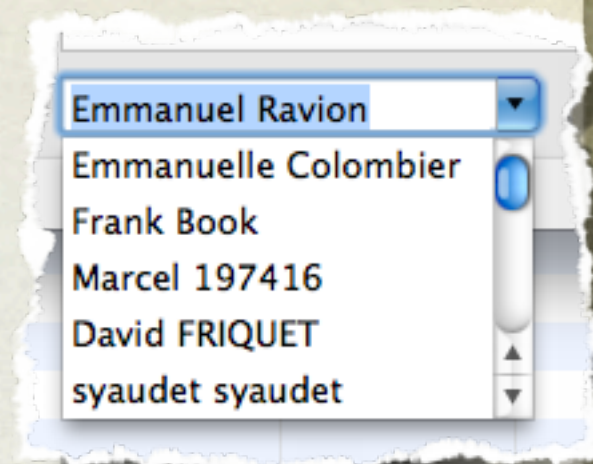 Emmanuel Ravion
Emmanuelle Colombier
Frank Book
Marcel 197416
David FRIQUET
syaudet syaudet